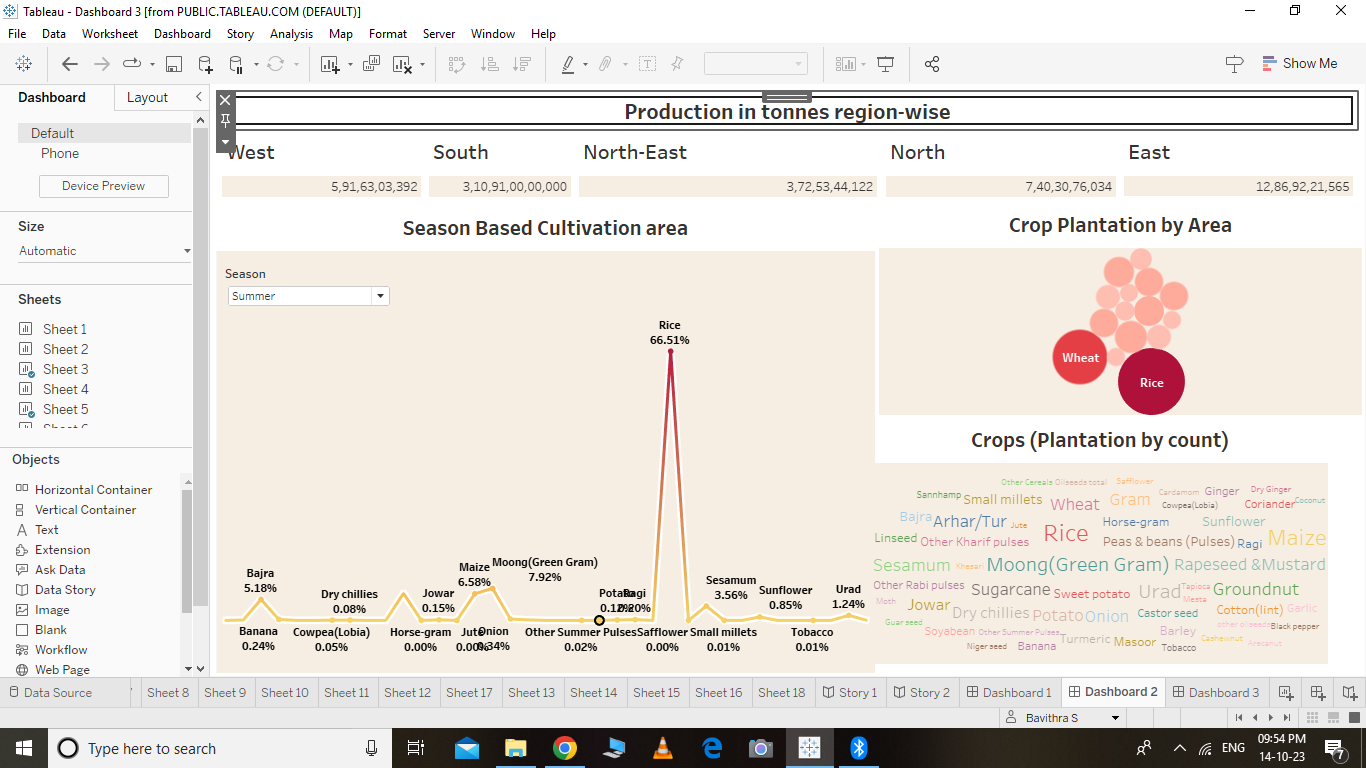 Tableau - Dashboard 3 [from PUBLIC.TABLEAU.COM (DEFAULT)]
File Data Worksheet Dashboard Story Analysis Map Format Server Window Help
Show Me
Dashboard Layout
Default
Phone
Device Preview
Size
Automatic
Sheets
Sheet 1
Sheet 2
Sheet 3
Sheet 4
Sheet 5
Objects
Horizontal Container
Vertical Container
Text
Extension
Ask Data
Data Story
Image
Blank
Workflow
Web Page
Production in tonnes region-wise
West South North-East North East
5,91,63,03,392 3,10,91,00,00,000 3,72,53,44,122 7,40,30,76,034 12,86,92,21,565
Season Based Cultivation area
Season
Summer
Rice
66.51%
Bajra
5.18%
Banana
0.24%
Dry chillies
0.08%
Cowpea(Lobia)
0.05%
Jowar
0.15%
Horse-gram
0.00%
Maize
6.58%
Jute
0.00%
Moong(Green Gram)
7.92%
Onion
0.34%
Other Summer Pulses
0.02%
Potato
0.12%
Ragi
0.20%
Safflower
0.00%
Sesamum
3.56%
Small millets
0.01%
Sunflower
0.85%
Tobacco
0.01%
Urad
1.24%
Crop Plantation by Area
Wheat
Rice
Crops (Plantation by count)
Other Cereals Oilseeds total Safflower
Sannhamp Small millets Wheat Gram Cardamom Ginger Dry Ginger
Cowpea(Lobia) Coriander Coconut
Bajra Arhar/Tur Jute Rice Horse-gram Sunflower
Linseed Other Kharif pulses Peas & beans (Pulses) Ragi Maize
Sesamum Khesari Moong(Green Gram) Rapeseed &Mustard
Other Rabi pulses Sugarcane Sweet potato Urad Tapioca Groundnut
Moth Jowar Mesta
Dry chillies Potato Onion Castor seed Cotton(lint) Garlic
Guar seed Soyabean Other Summer Pulses Turmeric Masoor Barley other oilseeds Black pepper
Niger seed Banana Tobacco Cashewnut Arecanut
Data Source Sheet 8 Sheet 9 Sheet 10 Sheet 11 Sheet 12 Sheet 17 Sheet 13 Sheet 14 Sheet 15 Sheet 16 Sheet 18 Story 1 Story 2 Dashboard 1 Dashboard 2 Dashboard 3
Bavithra S
Type here to search
ENG
09:54 PM
14-10-23
7